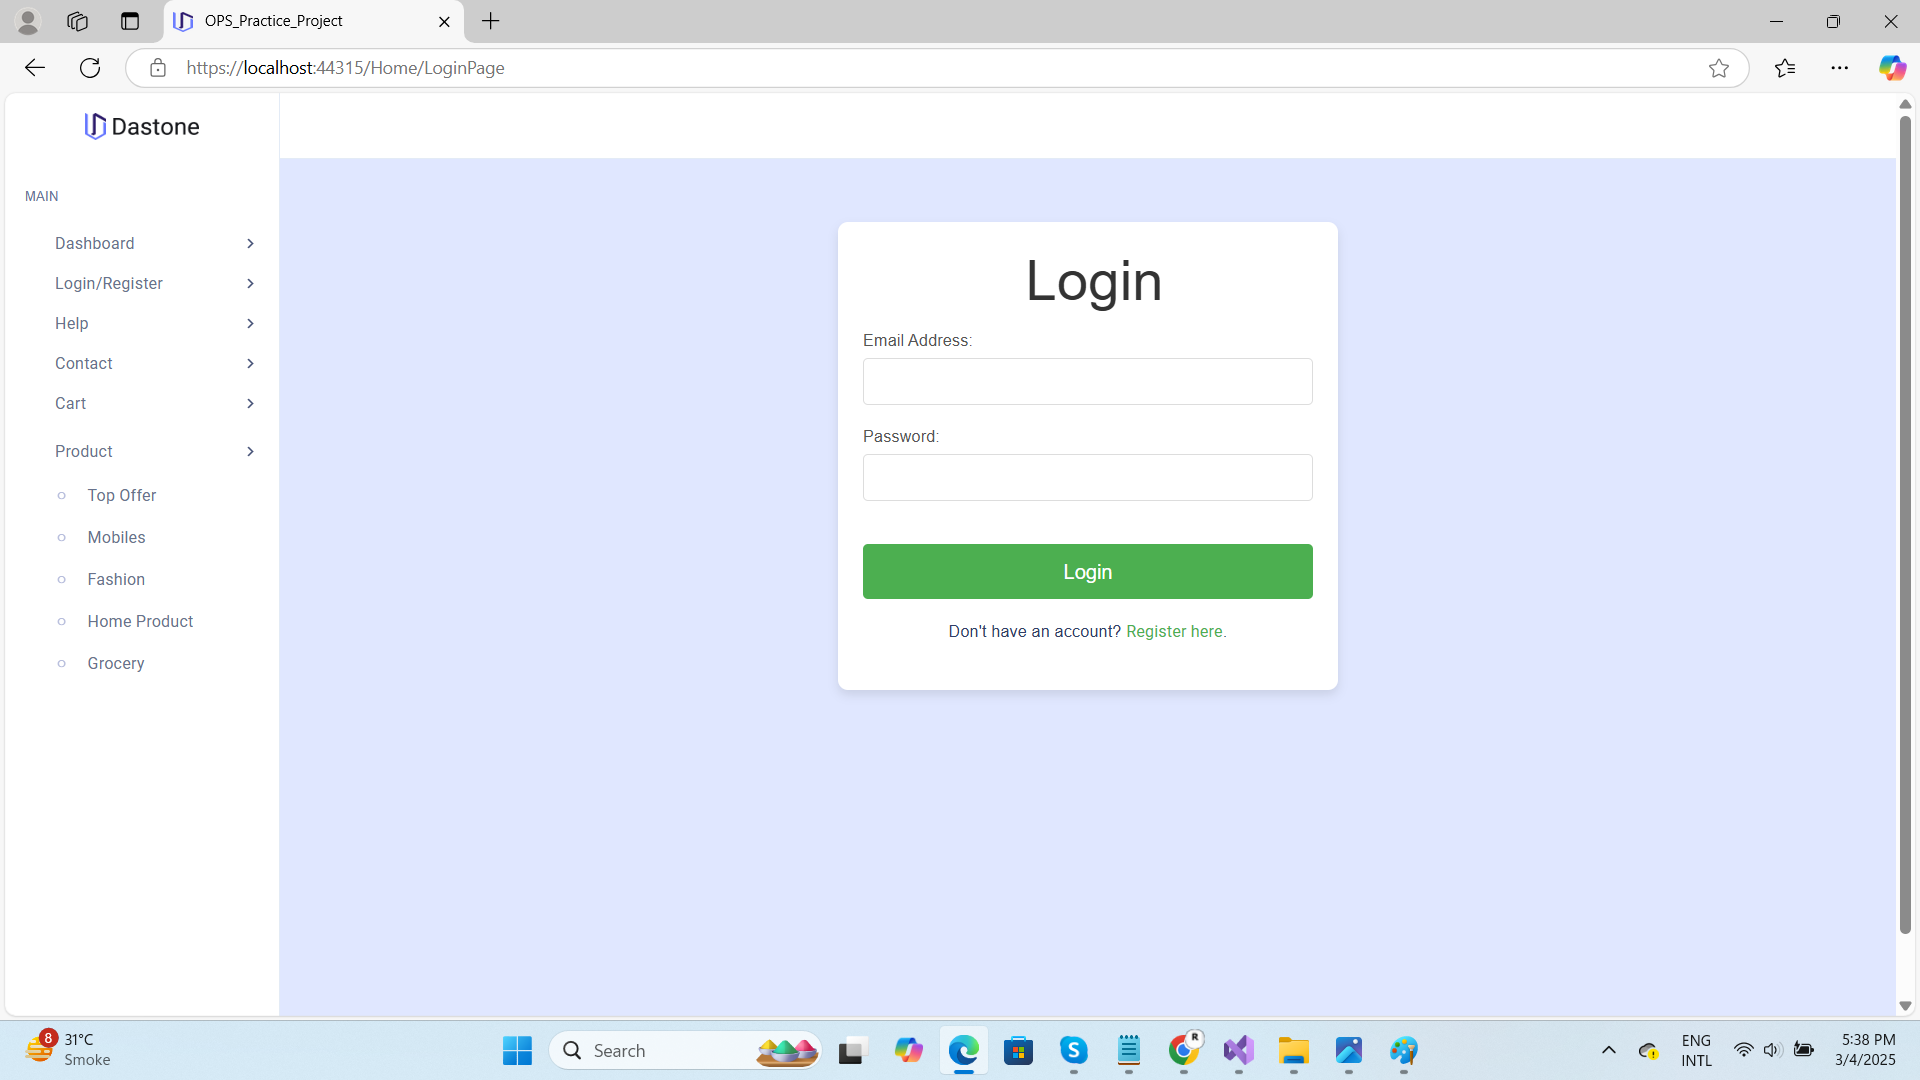 OPS_Practice_Project
https://localhost:44315/Home/LoginPage
Dastone
MAIN
Dashboard
Login/Register
Help
Contact
Cart
Product
Top Offer
Mobiles
Fashion
Home Product
Grocery
Login
Email Address:
Password:
Login
Don't have an account? Register here.
8
31°C
Smoke
Search
S
R
ENG
INTL
5:38 PM
3/4/2025